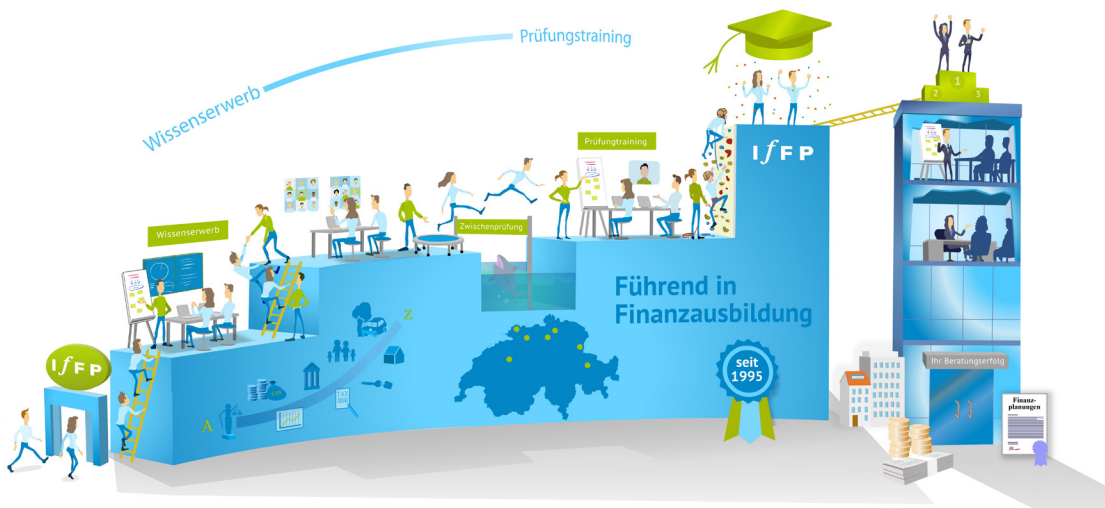 Prüfungstraining
Wissenserwerb
Prüfungtraining
IfFP
1
2
3
Zwischenprüfung
Wissenserwerb
Führend in
Finanzausbildung
Z
seit
1995
Ihr Beratungserfolg
IfFP
TAX
A
Finanz-
planungen